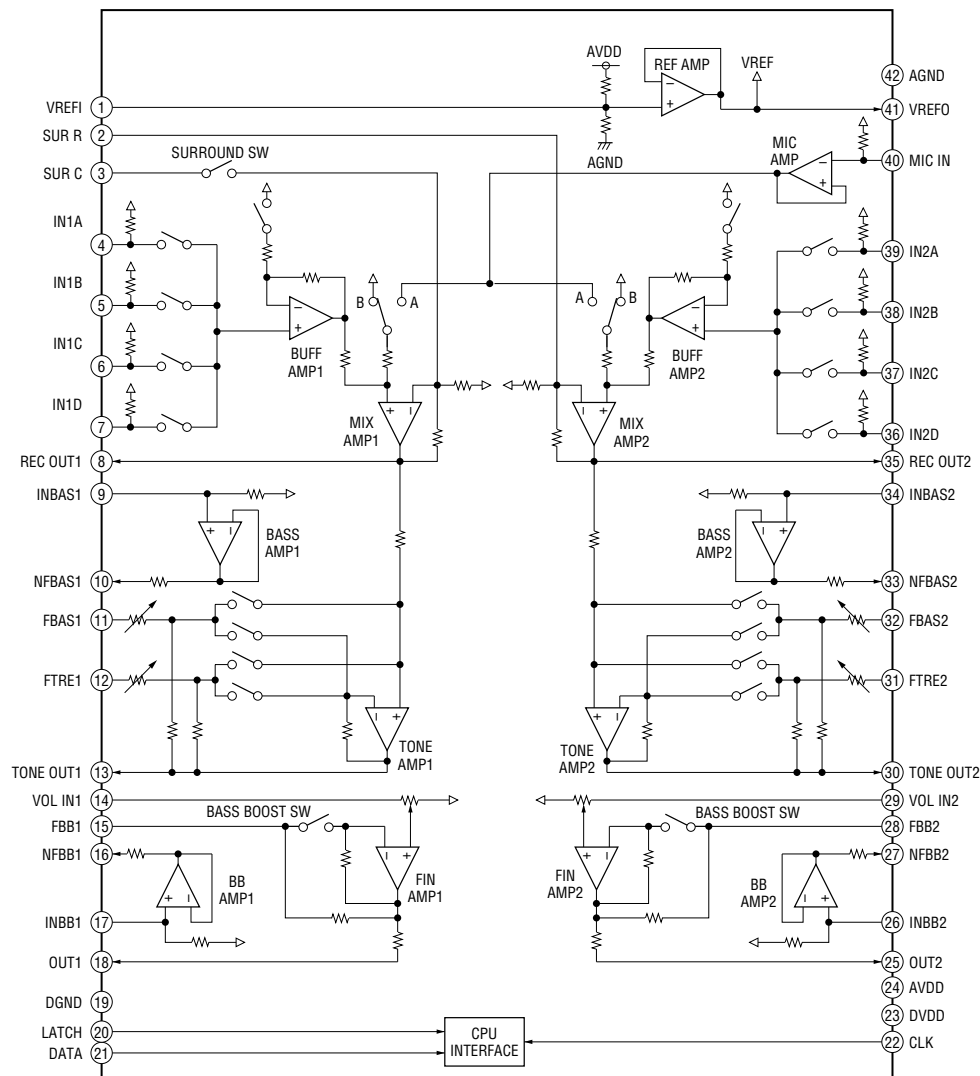 AVDD
REF AMP
VREF
42 AGND
VREFI 1
41 VREFO
SUR R 2
AGND
MIC AMP
40 MIC IN
SURROUND SW
SUR C 3
IN1A
4
39 IN2A
IN1B
5
B A
A B
38 IN2B
− +
BUFF AMP1
+ −
BUFF AMP2
IN1C
6
37 IN2C
IN1D
7
MIX AMP1
MIX AMP2
36 IN2D
REC OUT1 8
35 REC OUT2
INBAS1 9
34 INBAS2
BASS AMP1
BASS AMP2
NFBAS1 10
33 NFBAS2
FBAS1 11
32 FBAS2
FTRE1 12
31 FTRE2
TONE AMP1
TONE AMP2
TONE OUT1 13
30 TONE OUT2
VOL IN1 14
29 VOL IN2
BASS BOOST SW
BASS BOOST SW
FBB1 15
28 FBB2
NFBB1 16
27 NFBB2
BB AMP1
FIN AMP1
FIN AMP2
BB AMP2
INBB1 17
26 INBB2
OUT1 18
25 OUT2
24 AVDD
DGND 19
23 DVDD
LATCH 20
CPU INTERFACE
22 CLK
DATA 21